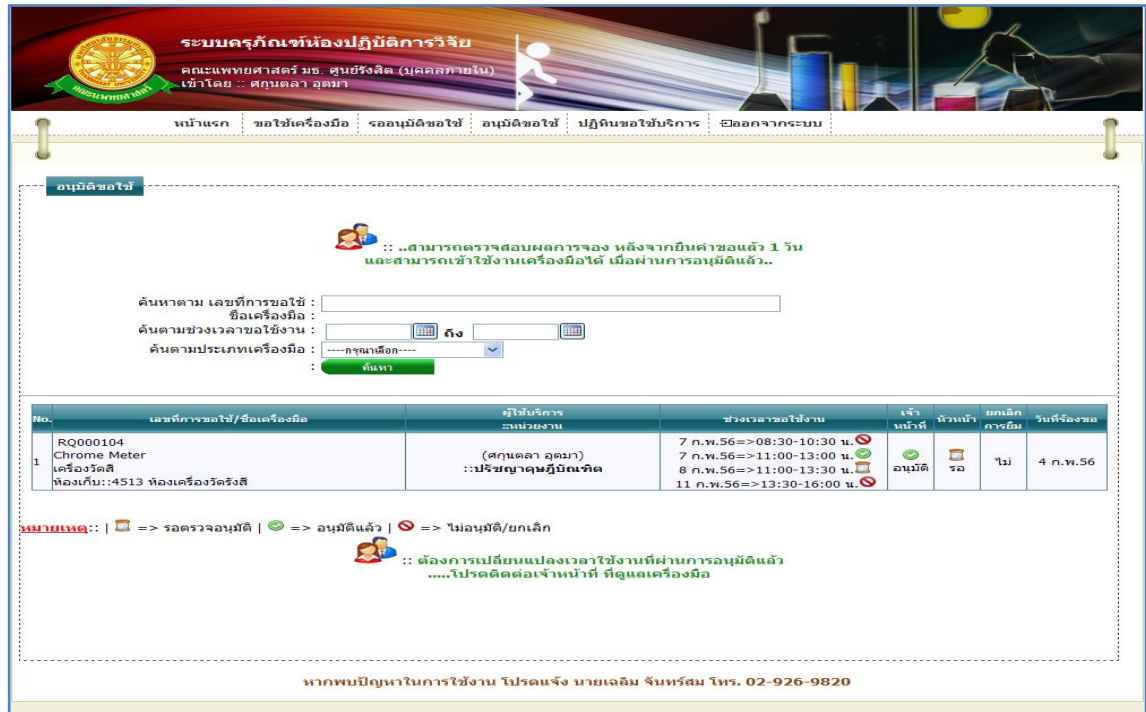 ระบบครุภัณฑ์ห้องปฏิบัติการวิจัย
คณะแพทยศาสตร์ มธ. ศูนย์รังสิต (บุคคลภายใน)
เข้าโดย :: ศกุนตลา อุตมา
หน้าแรก ขอใช้เครื่องมือ รออนุมัติขอใช้ อนุมัติขอใช้ ปฏิทินขอใช้บริการ ออกจากระบบ
อนุมัติขอใช้
:: ..สามารถตรวจสอบผลการจอง หลังจากยื่นคำขอแล้ว 1 วัน
และสามารถเข้าใช้งานเครื่องมือได้ เมื่อผ่านการอนุมัติแล้ว..
ค้นหาตาม เลขที่การขอใช้ :
ชื่อเครื่องมือ :
ค้นตามช่วงเวลาขอใช้งาน : ถึง
ค้นตามประเภทเครื่องมือ : ----กรุณาเลือก----
: ค้นหา
No. เลขที่การขอใช้/ชื่อเครื่องมือ ผู้ใช้บริการ ::หน่วยงาน ช่วงเวลาขอใช้งาน เจ้าหน้าที่ หัวหน้า ยกเลิกการยืม วันที่ร้องขอ
1
RQ000104
Chrome Meter
เครื่องวัดสี
ห้องเก็บ::4513 ห้องเครื่องวัดรังสี
(ศกุนตลา อุตมา)
::ปรัชญาดุษฎีบัณฑิต
7 ก.พ.56=>08:30-10:30 น.
7 ก.พ.56=>11:00-13:00 น.
8 ก.พ.56=>11:00-13:30 น.
11 ก.พ.56=>13:30-16:00 น.
อนุมัติ
รอ
ไม่
4 ก.พ.56
หมายเหตุ:: | => รอตรวจอนุมัติ | => อนุมัติแล้ว | => ไม่อนุมัติ/ยกเลิก
:: ต้องการเปลี่ยนแปลงเวลาใช้งานที่ผ่านการอนุมัติแล้ว
.....โปรดติดต่อเจ้าหน้าที่ ที่ดูแลเครื่องมือ
หากพบปัญหาในการใช้งาน โปรดแจ้ง นายเฉลิม จันทร์สม โทร. 02-926-9820